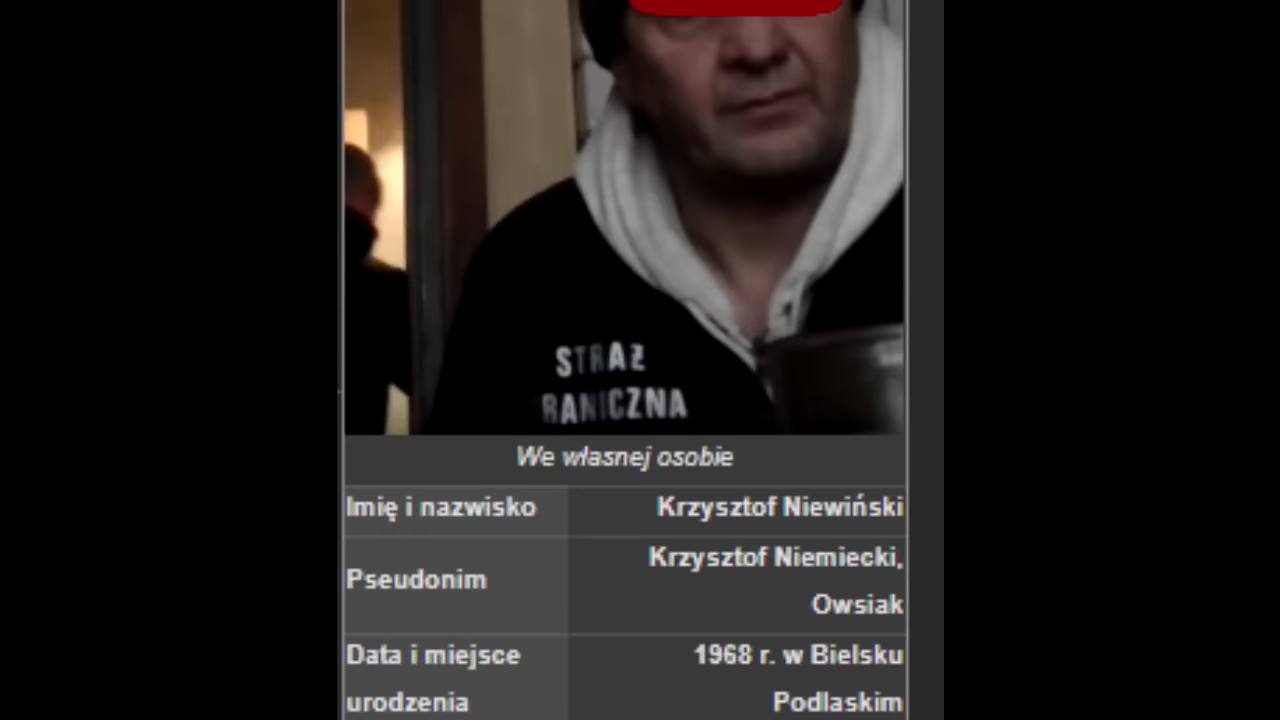 STRAŻ
RANICZNA
We własnej osobie
Imię i nazwisko
Krzysztof Niewiński
Pseudonim
Krzysztof Niemiecki,
Owsiak
Data i miejsce
urodzenia
1968 r. w Bielsku
Podlaskim